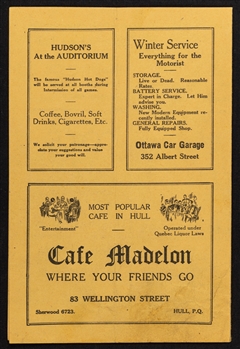 HUDSON'S
At the AUDITORIUM
The famous "Hudson Hot Dogs"
will be served at all booths during
intermission of all games.
Coffee, Bovril, Soft
Drinks, Cigarettes, Etc.
We solicit your patronage—appre-
ciate your suggestions and value
your good will.
Winter Service
Everything for the
Motorist
STORAGE.
Live or Dead. Reasonable
Rates.
BATTERY SERVICE.
Expert in Charge. Let Him
advise you.
WASHING.
New Modern Equipment re-
cently installed.
GENERAL REPAIRS.
Fully Equipped Shop.
Ottawa Car Garage
352 Albert Street
MOST POPULAR
CAFE IN HULL
"Entertainment"
Operated under
Quebec Liquor Laws
Cafe Madelon
WHERE YOUR FRIENDS GO
83 WELLINGTON STREET
Sherwood 6723.
HULL, P.Q.